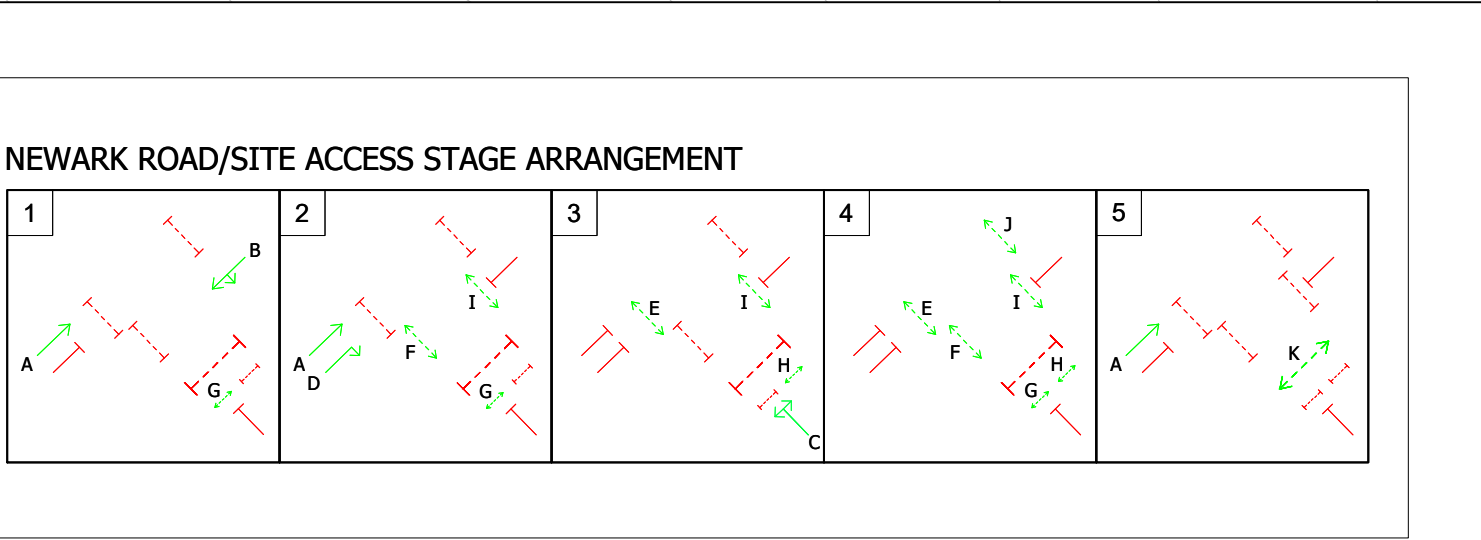 NEWARK ROAD/SITE ACCESS STAGE ARRANGEMENT
1 2 3 4 5
B J
I E I E I
A F H K A
A D F G G H G
C